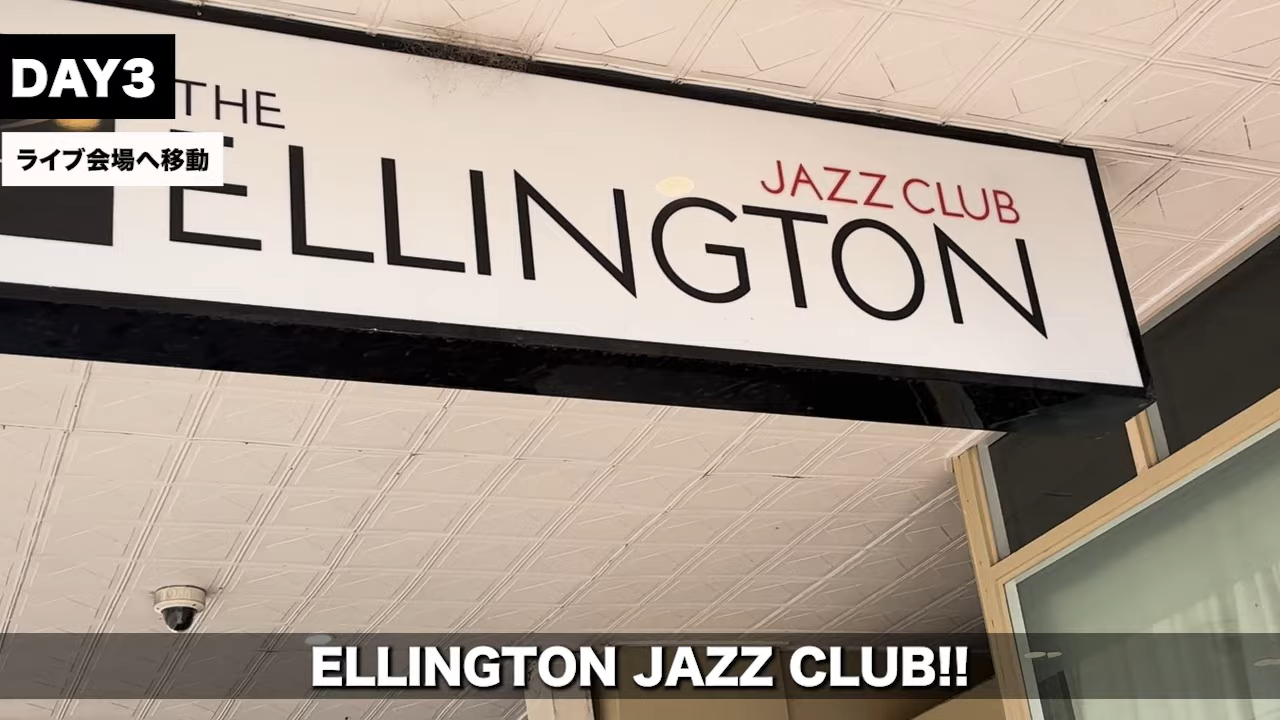 DAY3
ライブ会場へ移動
THE
JAZZ CLUB
ELLINGTON
ELLINGTON JAZZ CLUB!!